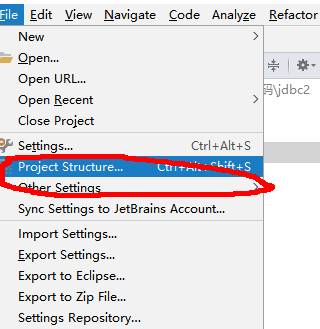 File Edit View Navigate Code Analyze Refactor
New
Open...
Open URL...
Open Recent
码\jdbc2
Close Project
Settings... Ctrl+Alt+S
Project Structure... Ctrl+Alt+Shift+S
Other Settings
Sync Settings to JetBrains Account...
Import Settings...
Export Settings...
Export to Eclipse...
Export to Zip File...
Settings Repository...